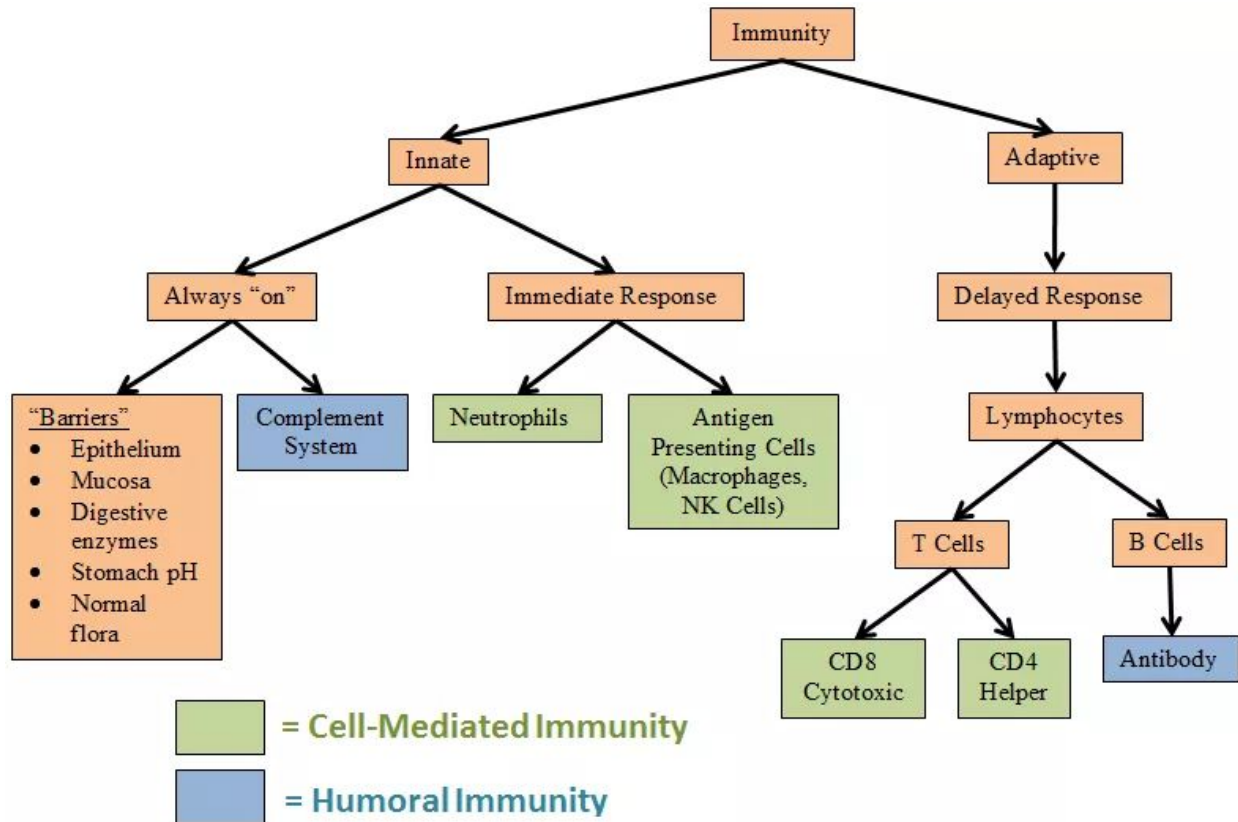 Immunity
Innate
Adaptive
Always “on”
Immediate Response
Delayed Response
“Barriers”
• Epithelium
• Mucosa
• Digestive
enzymes
• Stomach pH
• Normal
flora
Complement
System
Neutrophils
Antigen
Presenting Cells
(Macrophages,
NK Cells)
Lymphocytes
T Cells
B Cells
CD8
Cytotoxic
CD4
Helper
Antibody
= Cell-Mediated Immunity
= Humoral Immunity